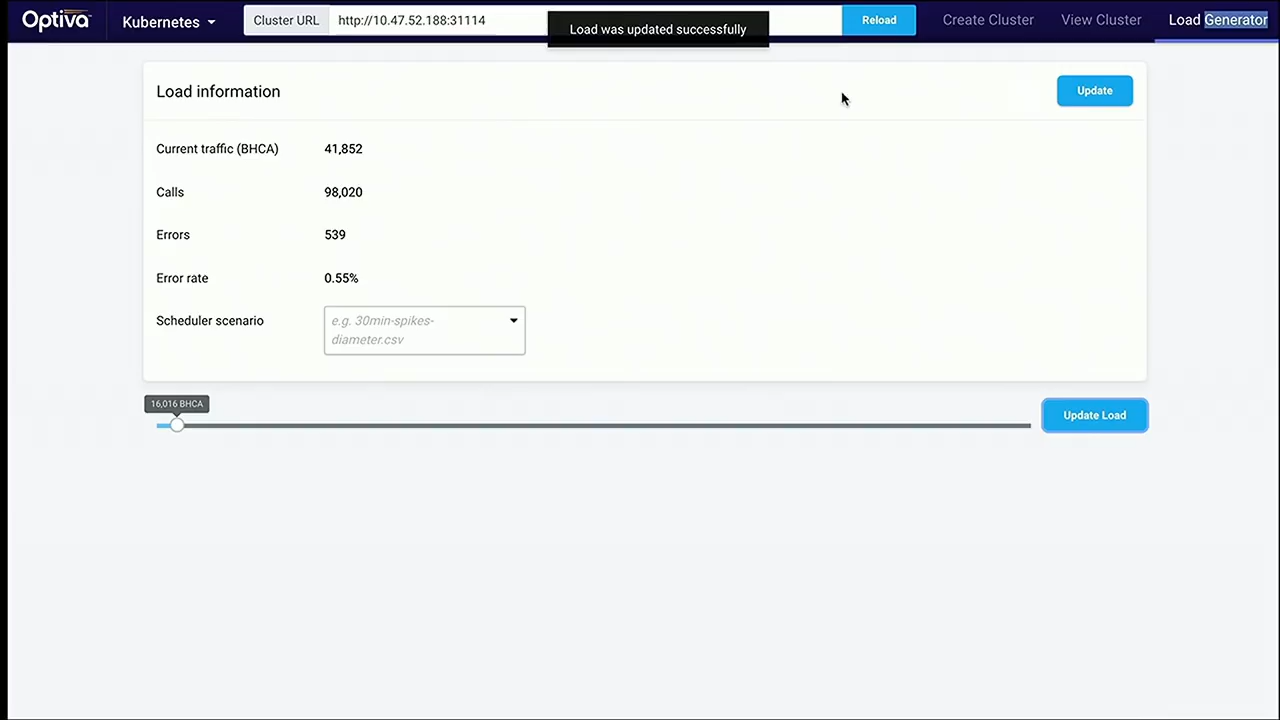 Optiva
Kubernetes
Cluster URL
http://10.47.52.188:31114
Load was updated successfully
Reload
Create Cluster
View Cluster
Load Generator
Load information
Update
Current traffic (BHCA)
41,852
Calls
98,020
Errors
539
Error rate
0.55%
Scheduler scenario
e.g. 30min-spikes-
diameter.csv
16,016 BHCA
Update Load